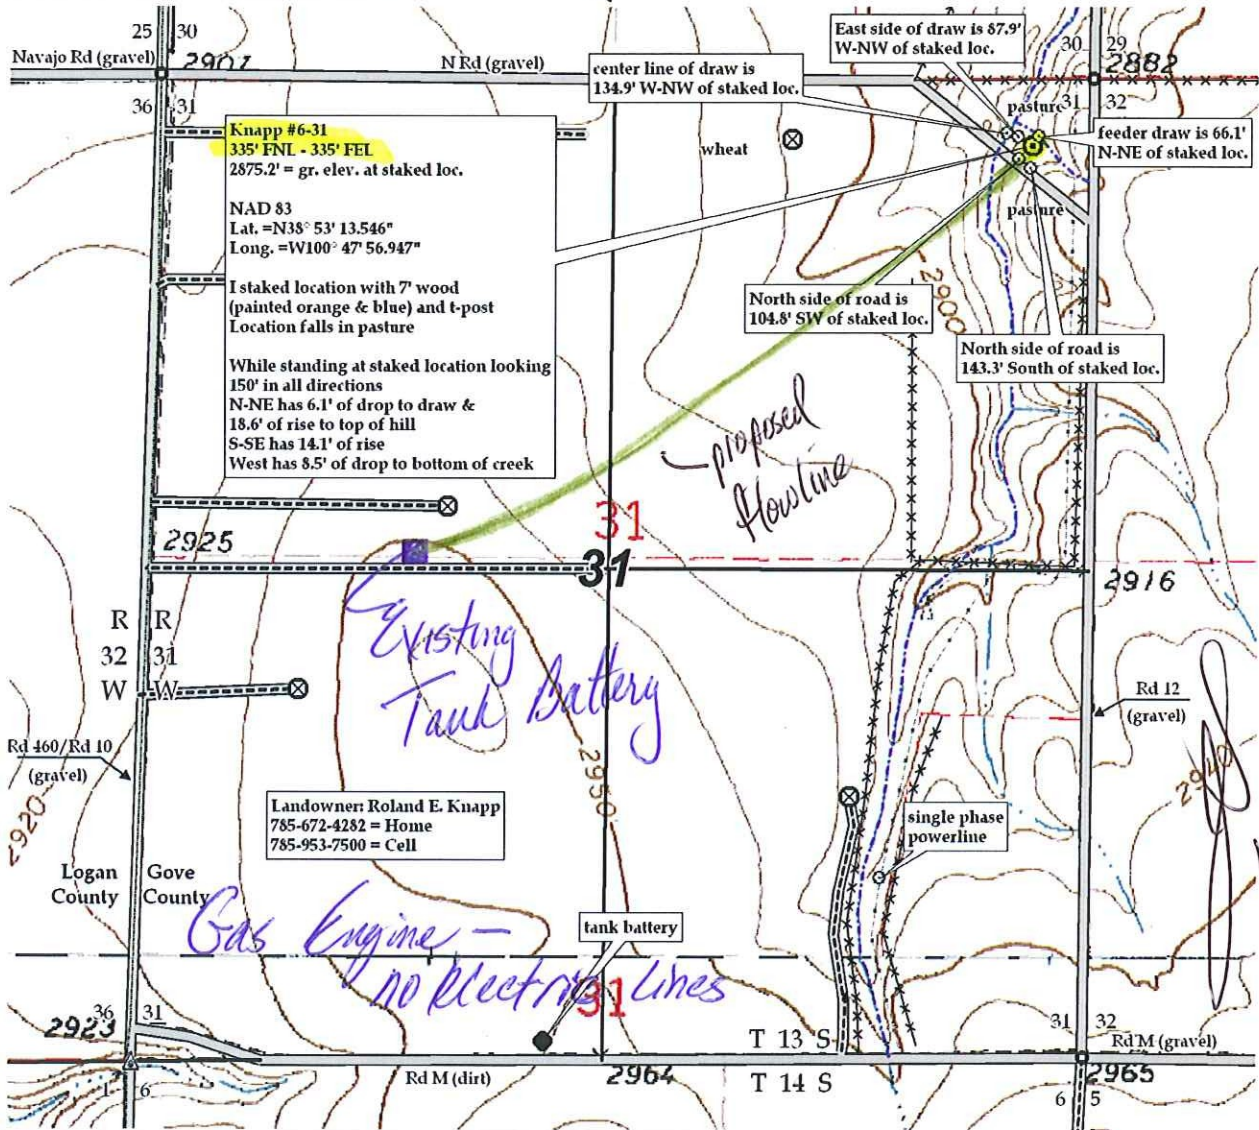 25 30
Navajo Rd (gravel)
2901
N Rd (gravel)
East side of draw is 87.9'
W-NW of staked loc.
30 29
2882
center line of draw is
134.9' W-NW of staked loc.
36 31
pasture
31 32
Knapp #6-31
335' FNL - 335' FEL
2875.2' = gr. elev. at staked loc.
NAD 83
Lat. =N38° 53' 13.546"
Long. =W100° 47' 56.947"
I staked location with 7' wood
(painted orange & blue) and t-post
Location falls in pasture
While standing at staked location looking
150' in all directions
N-NE has 6.1' of drop to draw &
18.6' of rise to top of hill
S-SE has 14.1' of rise
West has 8.5' of drop to bottom of creek
wheat
feeder draw is 66.1'
N-NE of staked loc.
pasture
2900
North side of road is
104.8' SW of staked loc.
North side of road is
143.3' South of staked loc.
proposed
flowline
31
2925
31
2916
Existing
Tank Battery
R R
32 31
W W
Rd 12
(gravel)
Rd 460/Rd 10
(gravel)
2950
2940
2920
Landowner: Roland E. Knapp
785-672-4282 = Home
785-953-7500 = Cell
single phase
powerline
Logan Gove
County County
Gas Engine -
no electric lines
tank battery
31
36 31
2923
T 13 S
31 32
Rd M (gravel)
Rd M (dirt)
2964
T 14 S
2965
1 6
6 5